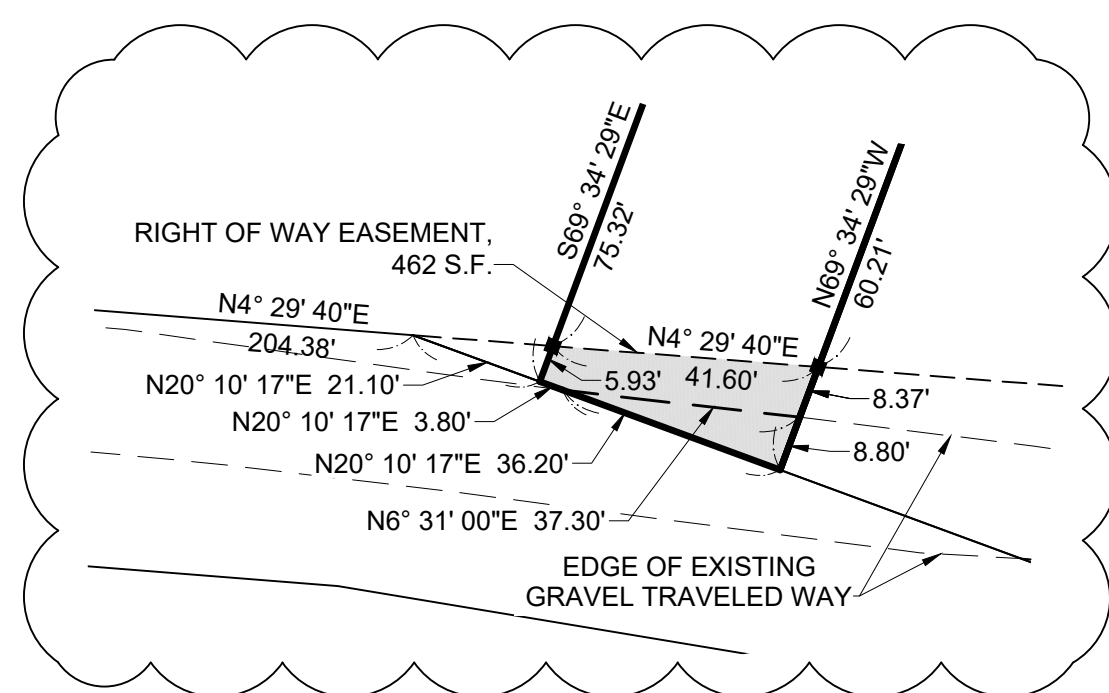 S69° 34' 29"E
75.32'
N69° 34' 29"W
60.21'
RIGHT OF WAY EASEMENT,
462 S.F.
N4° 29' 40"E
204.38'
N4° 29' 40"E
41.60'
5.93'
N20° 10' 17"E 21.10'
8.37'
N20° 10' 17"E 3.80'
8.80'
N20° 10' 17"E 36.20'
N6° 31' 00"E 37.30'
EDGE OF EXISTING
GRAVEL TRAVELED WAY